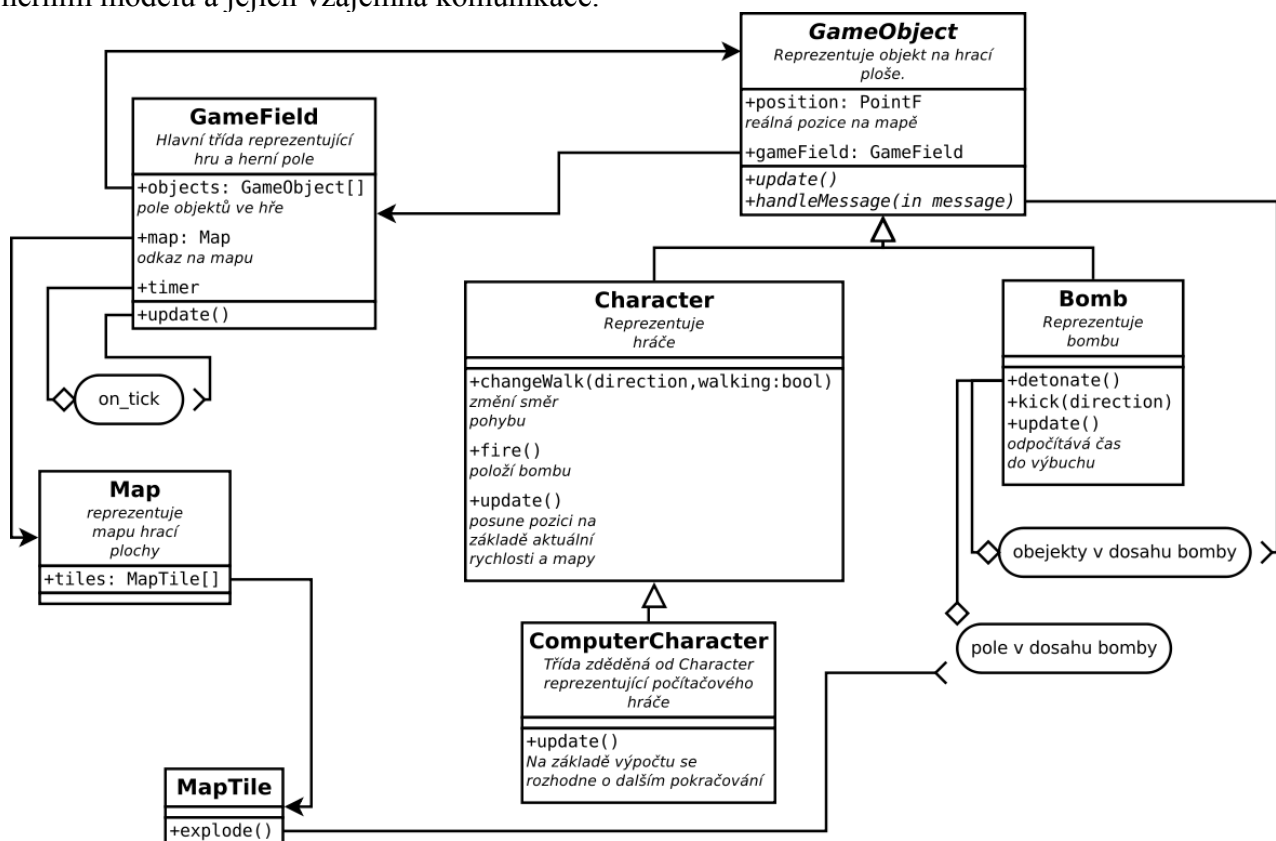 herním modelu a jejich vzájemná komunikace.
GameObject
Reprezentuje objekt na hrací
ploše.
+position: PointF
reálná pozice na mapě
+gameField: GameField
+update()
+handleMessage(in message)
GameField
Hlavní třída reprezentující
hru a herní pole
+objects: GameObject[]
pole objektů ve hře
+map: Map
odkaz na mapu
+timer
+update()
on_tick
Character
Reprezentuje
hráče
+changeWalk(direction,walking:bool)
změní směr
pohybu
+fire()
položí bombu
+update()
posune pozici na
základě aktuální
rychlosti a mapy
Bomb
Reprezentuje
bombu
+detonate()
+kick(direction)
+update()
odpočítává čas
do výbuchu
Map
reprezentuje
mapu hrací
plochy
+tiles: MapTile[]
obejekty v dosahu bomby
pole v dosahu bomby
ComputerCharacter
Třída zděděná od Character
reprezentující počítačového
hráče
+update()
Na základě výpočtu se
rozhodne o dalším pokračování
MapTile
+explode()